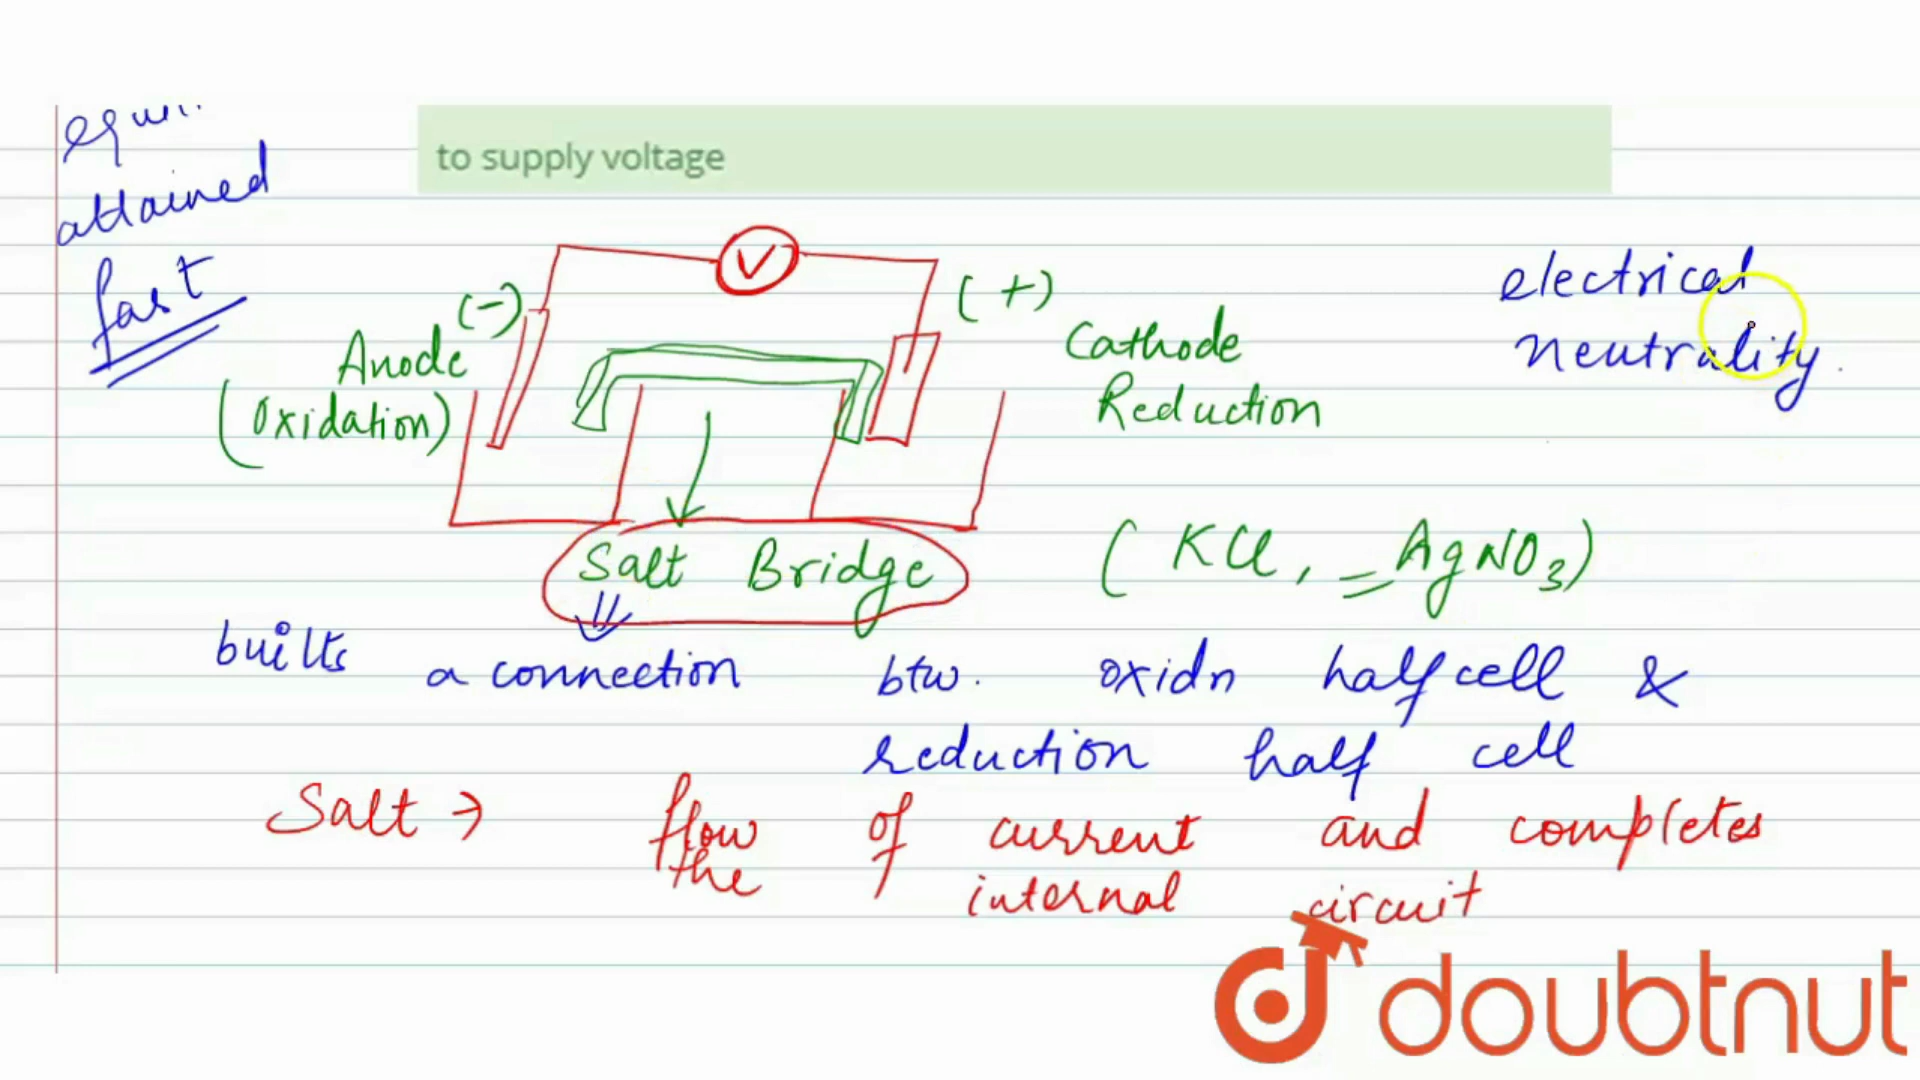 attained
fast
to supply voltage
V
(-)
(+)
Anode
(Oxidation)
Cathode
Reduction
electrical
Neutrality.
Salt Bridge
(KCl, = AgNO3)
builts a connection btw. oxidn half cell &
reduction half cell
Salt → flow of current and completes
the internal circuit
doubtnut